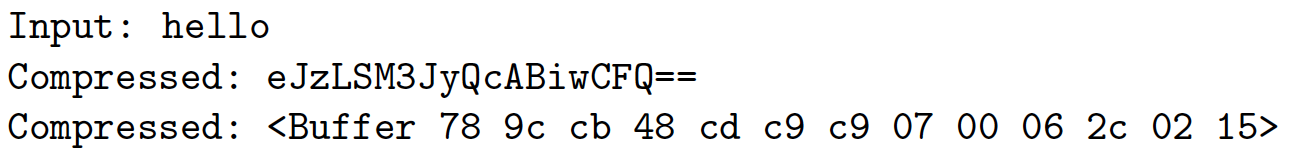 Input: hello
Compressed: eJzLSM3JyQcABiwCFQ==
Compressed: <Buffer 78 9c cb 48 cd c9 c9 07 00 06 2c 02 15>